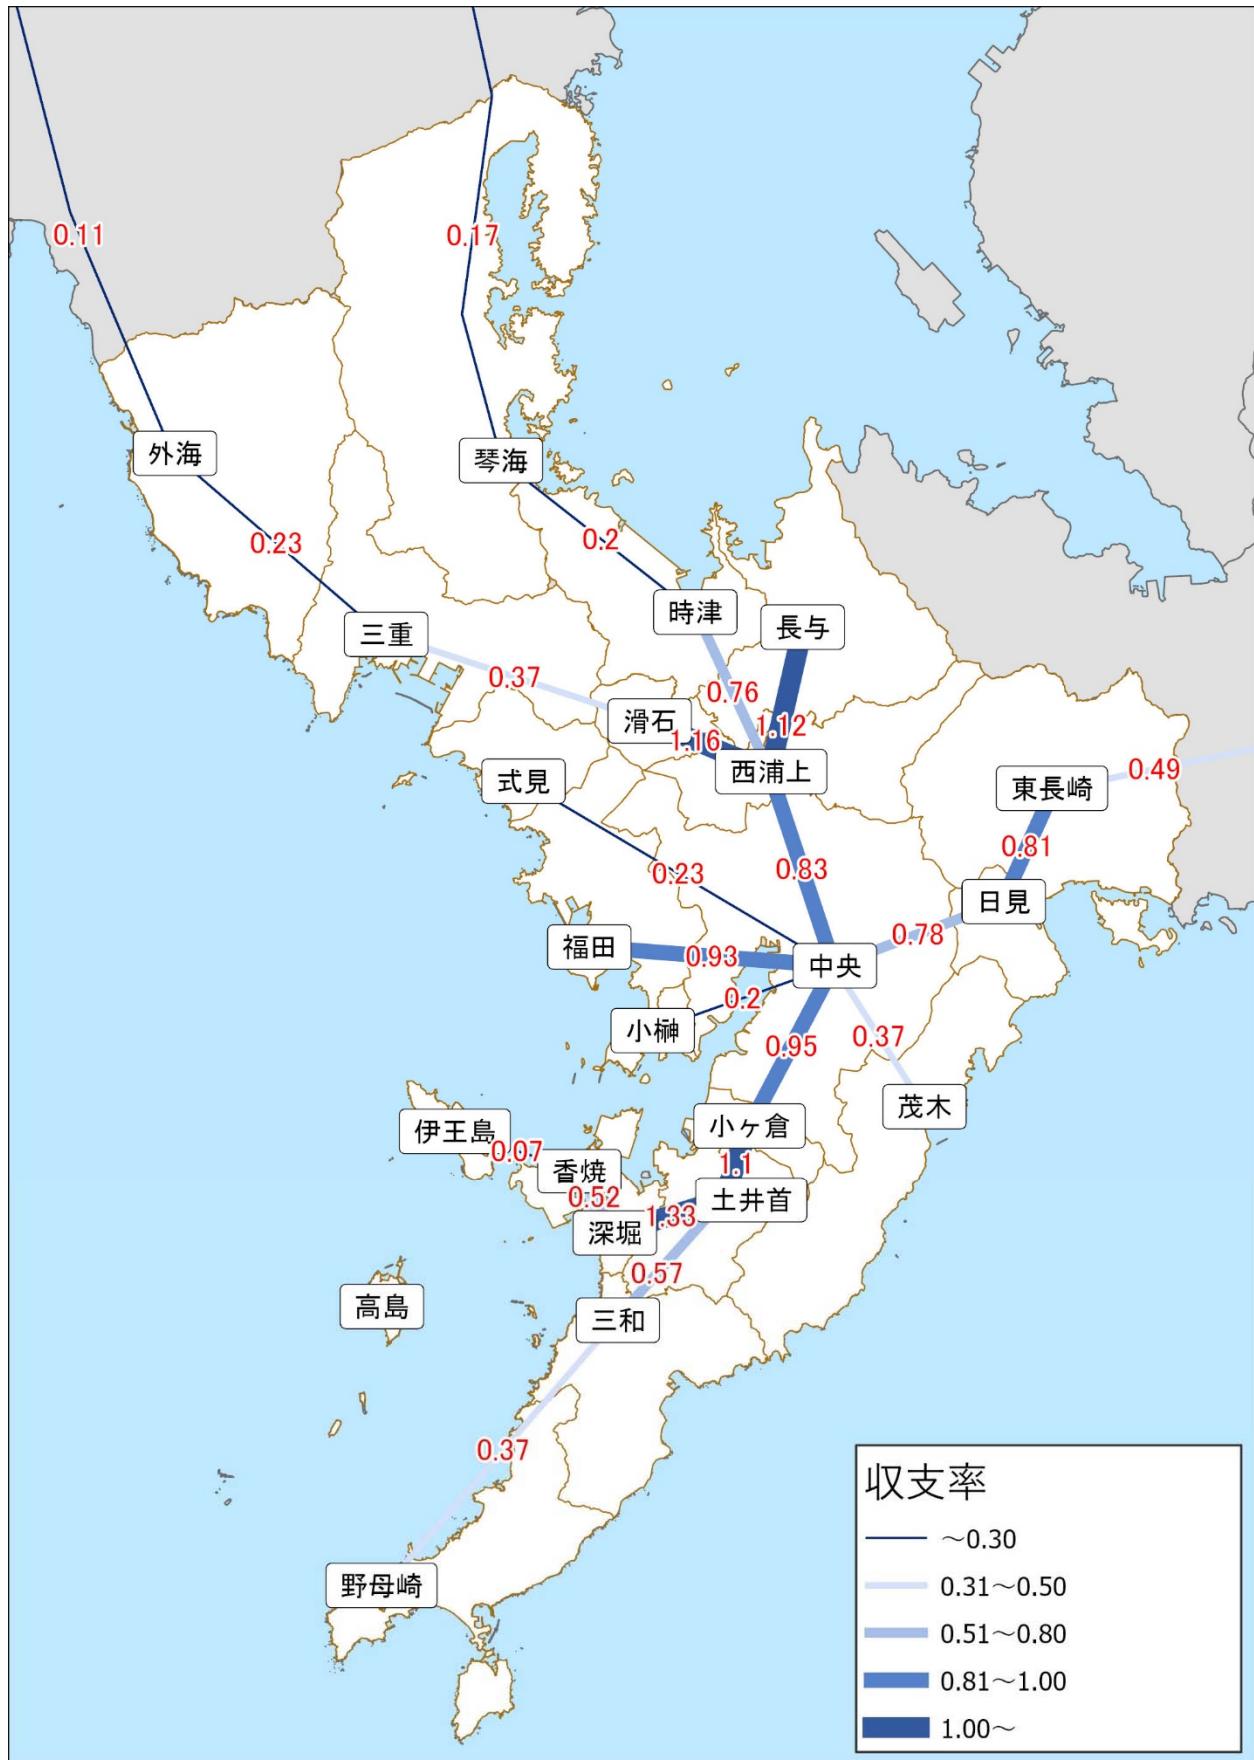 0.11
0.17
外海
琴海
0.23
0.2
三重
時津
長与
0.37
0.76
滑石
1.16
1.12
西浦上
式見
東長崎
0.49
0.81
0.23
0.83
日見
福田
0.93
中央
0.78
0.2
小榊
0.95
0.37
茂木
伊王島
小ヶ倉
0.07
香焼
1.1
0.52
土井首
深堀
1.33
0.57
高島
三和
0.37
野母崎
収支率
～0.30
0.31～0.50
0.51～0.80
0.81～1.00
1.00～